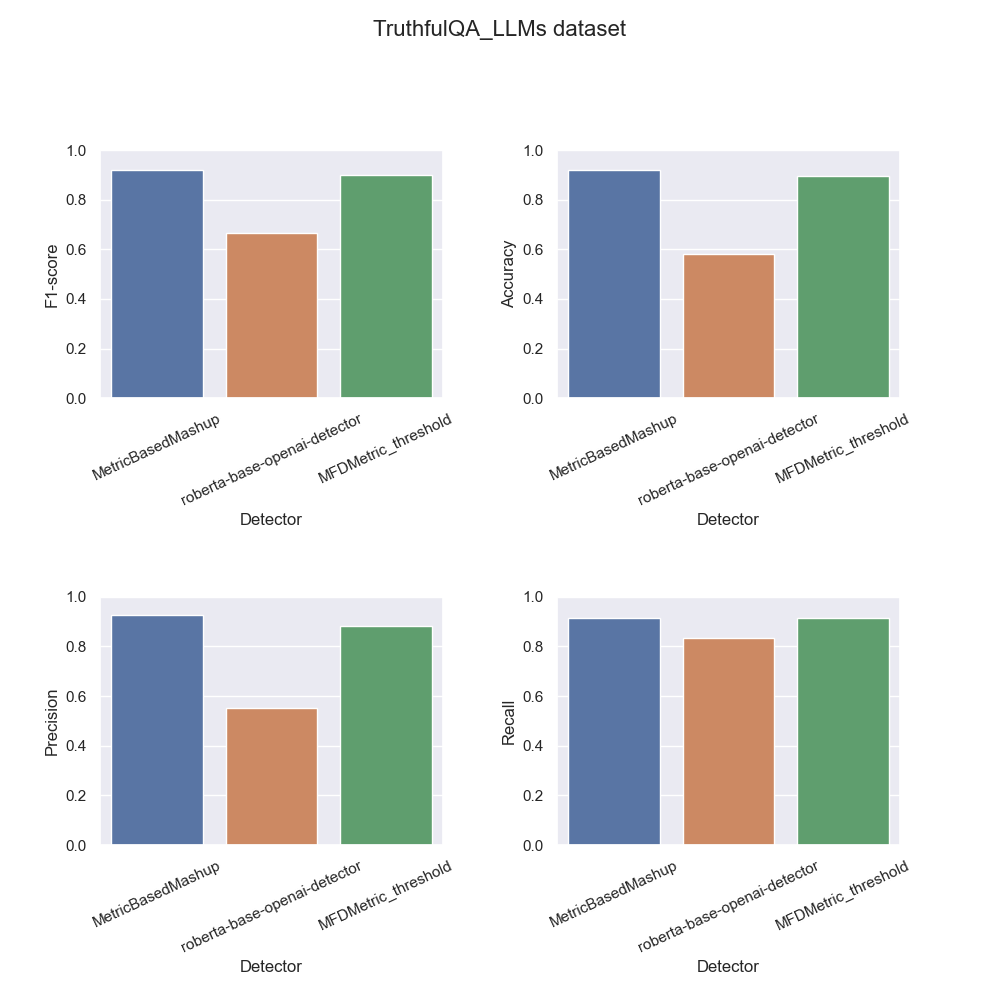 TruthfulQA_LLMs dataset
1.0
0.8
0.6
0.4
0.2
0.0
F1-score
MetricBasedMashup
roberta-base-openai-detector
MFDMetric_threshold
Detector
1.0
0.8
0.6
0.4
0.2
0.0
Accuracy
MetricBasedMashup
roberta-base-openai-detector
MFDMetric_threshold
Detector
1.0
0.8
0.6
0.4
0.2
0.0
Precision
MetricBasedMashup
roberta-base-openai-detector
MFDMetric_threshold
Detector
1.0
0.8
0.6
0.4
0.2
0.0
Recall
MetricBasedMashup
roberta-base-openai-detector
MFDMetric_threshold
Detector